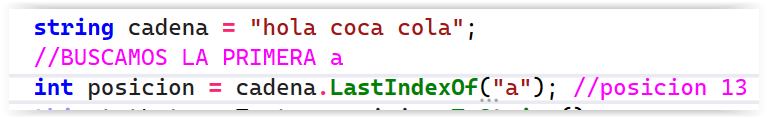 string cadena = "hola coca cola";
//BUSCAMOS LA PRIMERA a
int posicion = cadena.LastIndexOf("a"); //posicion 13